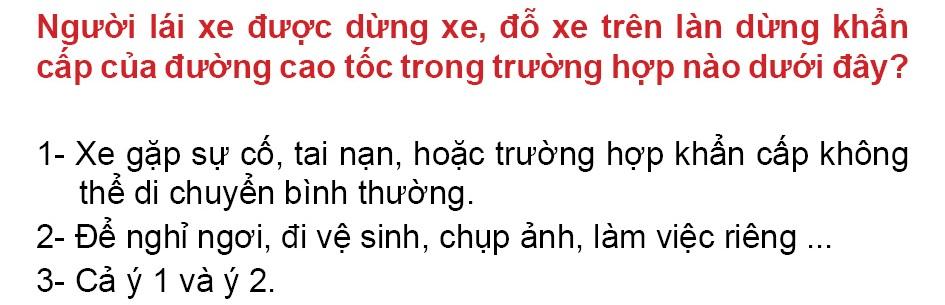 Người lái xe được dừng xe, đỗ xe trên làn dừng khẩn
cấp của đường cao tốc trong trường hợp nào dưới đây?
1- Xe gặp sự cố, tai nạn, hoặc trường hợp khẩn cấp không
thể di chuyển bình thường.
2- Để nghỉ ngơi, đi vệ sinh, chụp ảnh, làm việc riêng ...
3- Cả ý 1 và ý 2.